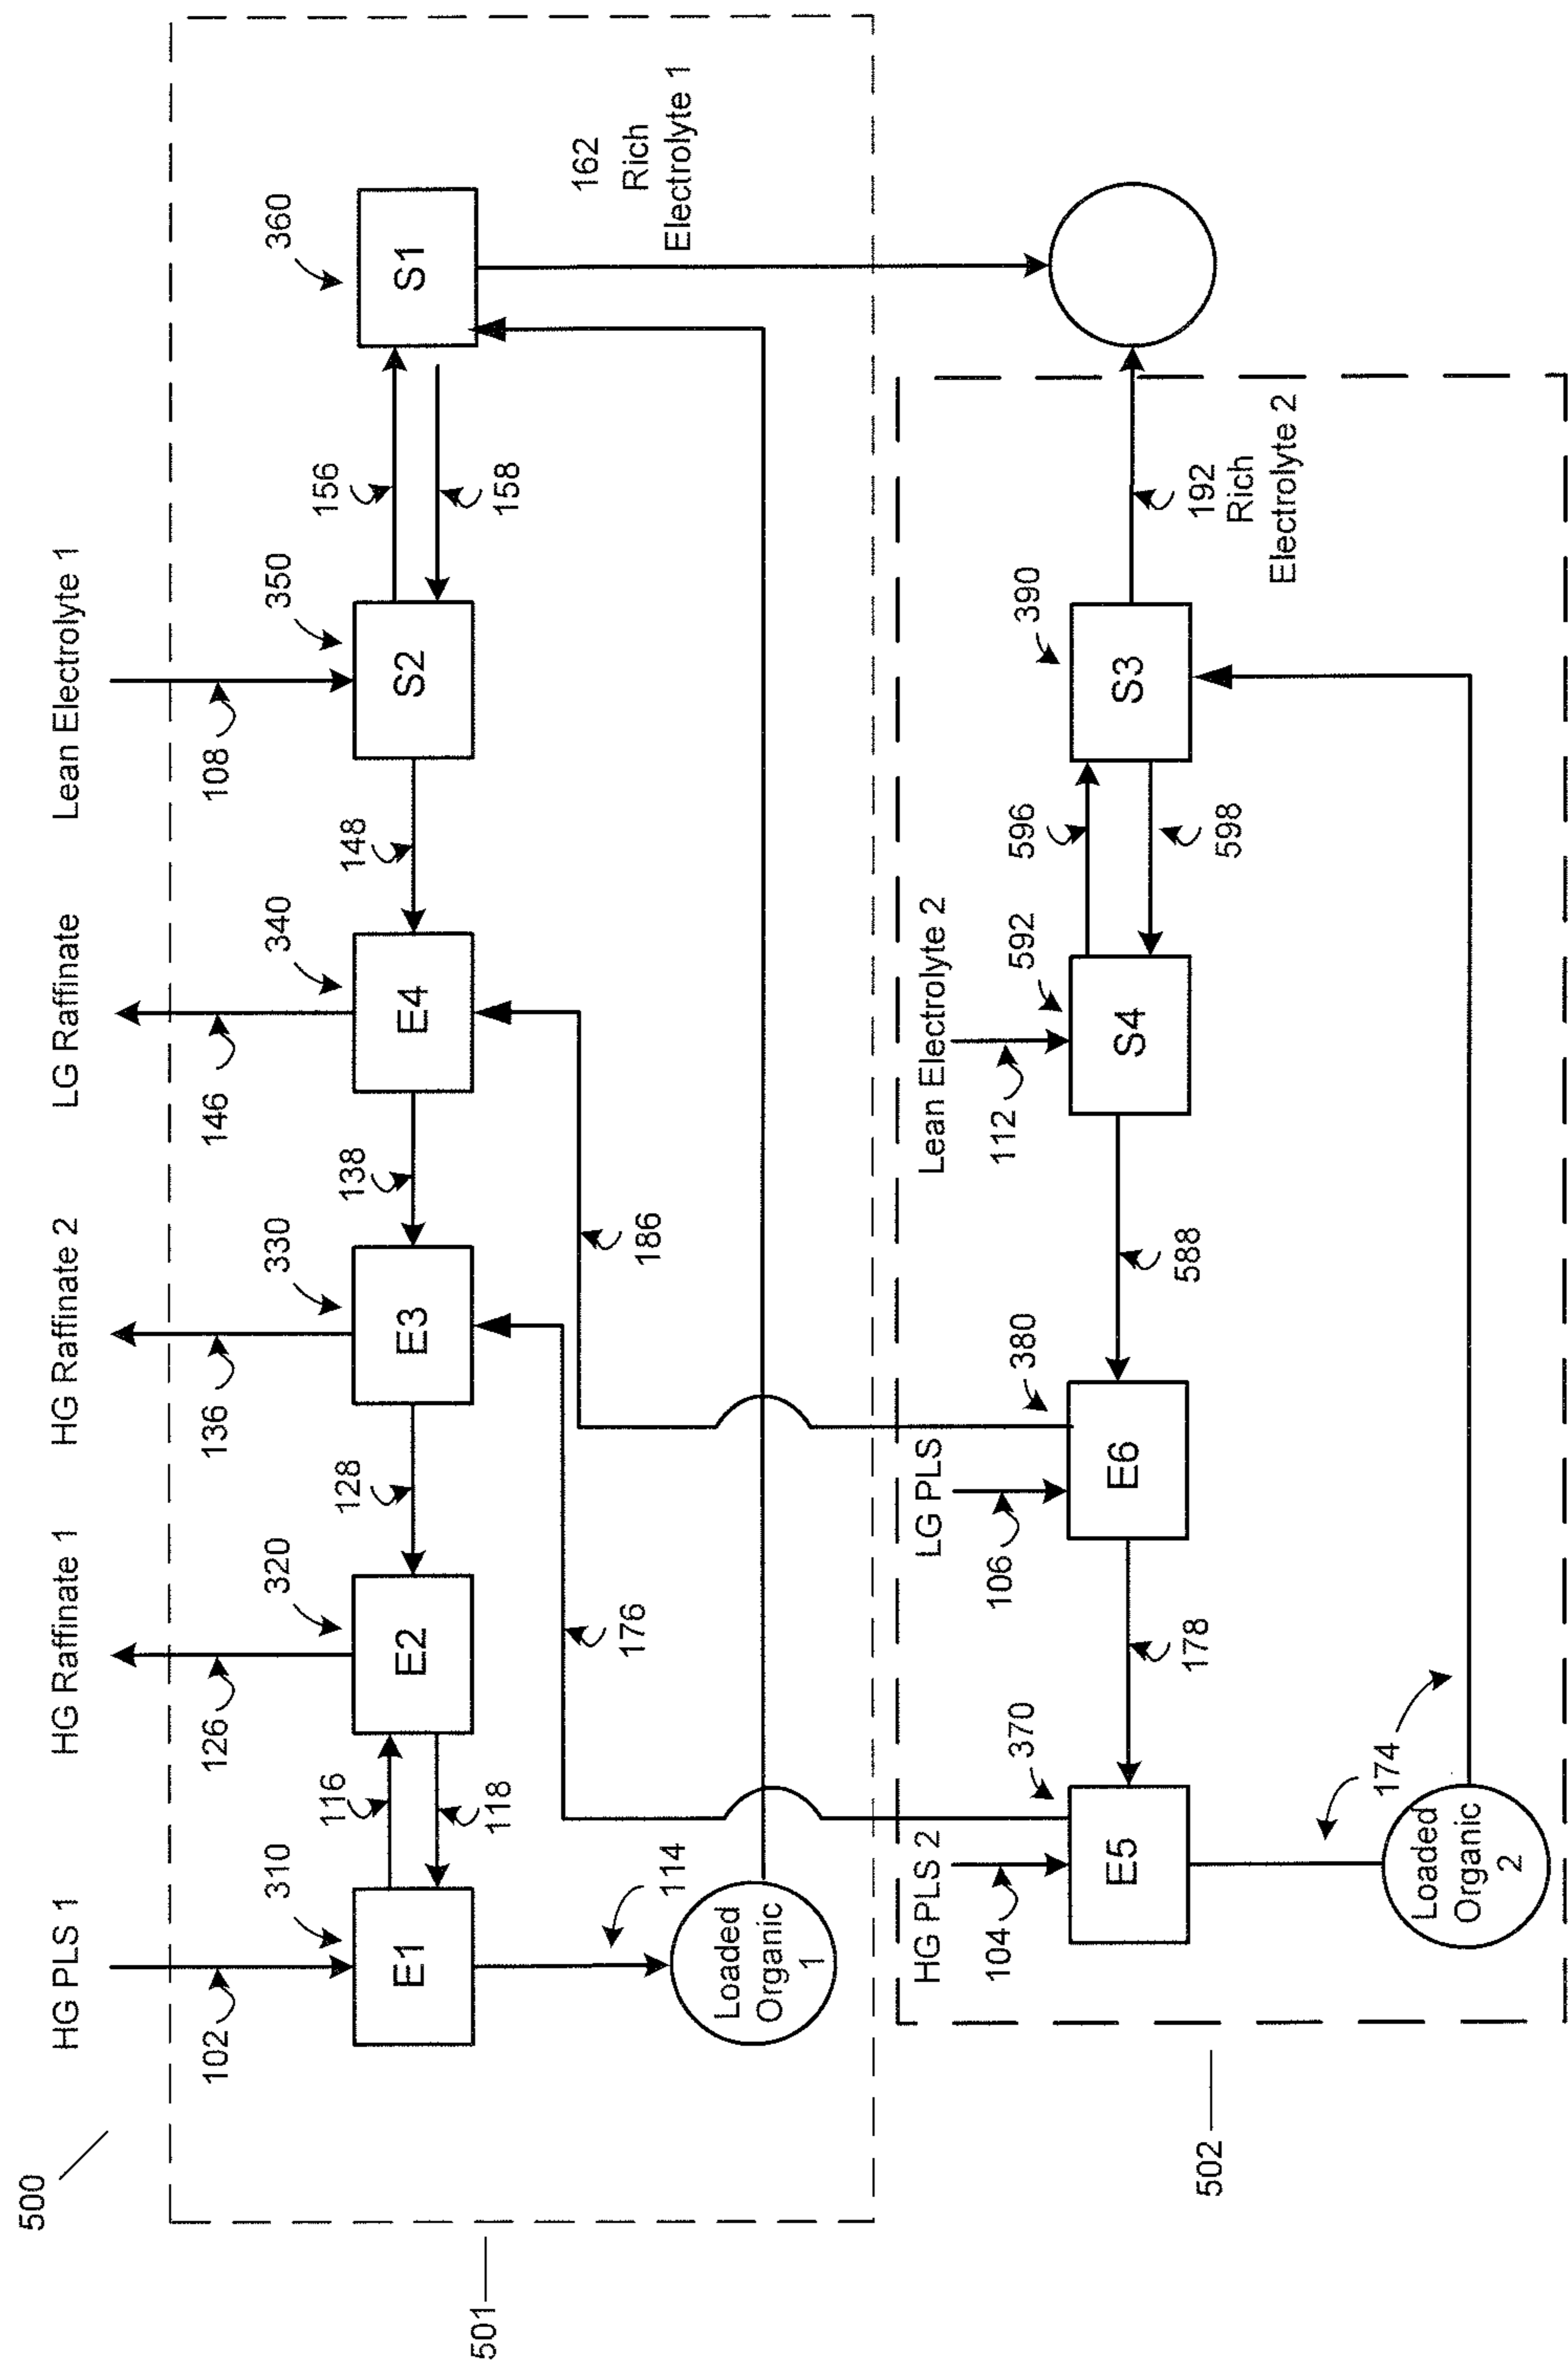 500
HG PLS 1
HG Raffinate 1
HG Raffinate 2
LG Raffinate
Lean Electrolyte 1
102
126
136
146
108
310
320
330
340
350
360
E1
116
118
E2
128
E3
138
E4
148
S2
156
158
S1
114
176
186
162
Rich
Electrolyte 1
Loaded
Organic
1
501
HG PLS 2
LG PLS
Lean Electrolyte 2
104
106
112
370
380
592
390
E5
178
E6
588
S4
596
598
S3
192
Rich
Electrolyte 2
174
Loaded
Organic
2
502